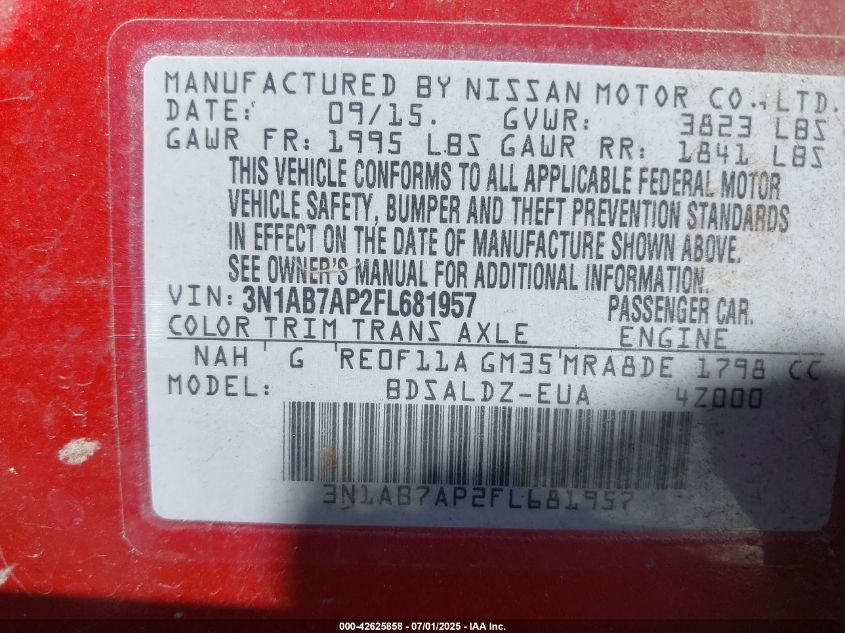 MANUFACTURED BY NISSAN MOTOR CO., LTD.
DATE: 09/15. GVWR: 3823 LBS
GAWR FR: 1995 LBS GAWR RR: 1841 LBS
THIS VEHICLE CONFORMS TO ALL APPLICABLE FEDERAL MOTOR
VEHICLE SAFETY, BUMPER AND THEFT PREVENTION STANDARDS
IN EFFECT ON THE DATE OF MANUFACTURE SHOWN ABOVE.
SEE OWNER'S MANUAL FOR ADDITIONAL INFORMATION.
VIN: 3N1AB7AP2FL681957 PASSENGER CAR.
COLOR TRIM TRANS AXLE ENGINE
NAH G RE0F11A GM35 MRA8DE 1798 CC
MODEL: BDSALDZ-EUA 4Z000
3N1AB7AP2FL681957
000-42625858 - 07/01/2025 - IAA Inc.